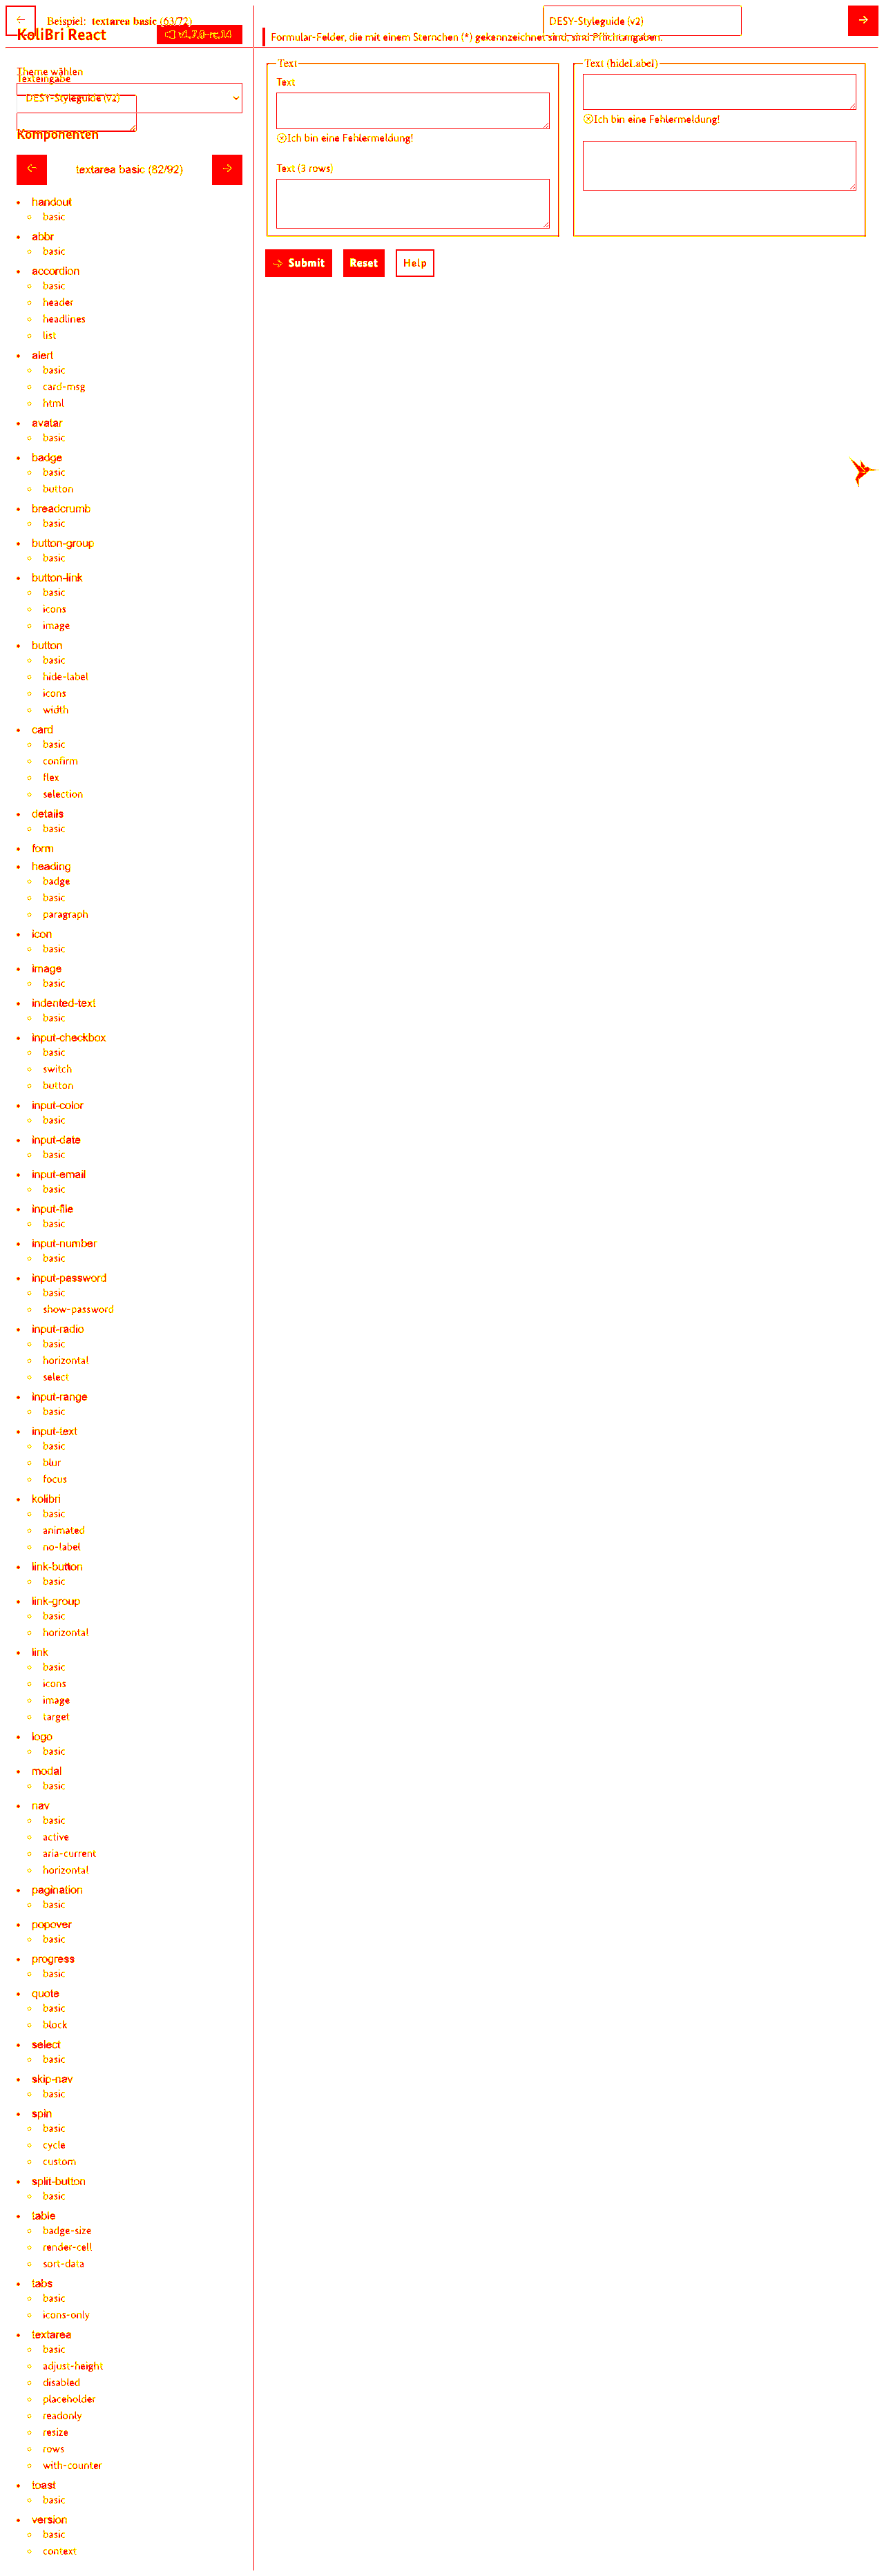 Beispiel: textarea basic (63/72)
DESY-Styleguide (v2)
KoliBri React
Formular-Felder, die mit einem Sternchen (*) gekennzeichnet sind, sind Pflichtangaben.
Theme wählen
Texteingabe
DESY-Styleguide (v2)
Komponenten
textarea basic (82/92)
handout
basic
abbr
basic
accordion
basic
header
headlines
list
alert
basic
card-msg
html
avatar
basic
badge
basic
button
breadcrumb
basic
button-group
basic
button-link
basic
icons
image
button
basic
hide-label
icons
width
card
basic
confirm
flex
selection
details
basic
form
heading
badge
basic
paragraph
icon
basic
image
basic
indented-text
basic
input-checkbox
basic
switch
button
input-color
basic
input-date
basic
input-email
basic
input-file
basic
input-number
basic
input-password
basic
show-password
input-radio
basic
horizontal
select
input-range
basic
input-text
basic
blur
focus
kolibri
basic
animated
no-label
link-button
basic
link-group
basic
horizontal
link
basic
icons
image
target
logo
basic
modal
basic
nav
basic
active
aria-current
horizontal
pagination
basic
popover
basic
progress
basic
quote
basic
block
select
basic
skip-nav
basic
spin
basic
cycle
custom
split-button
basic
table
badge-size
render-cell
sort-data
tabs
basic
icons-only
textarea
basic
adjust-height
disabled
placeholder
readonly
resize
rows
with-counter
toast
basic
version
basic
context
Text
Text
Ich bin eine Fehlermeldung!
Text (3 rows)
Text (hideLabel)
Ich bin eine Fehlermeldung!
Submit
Reset
Help